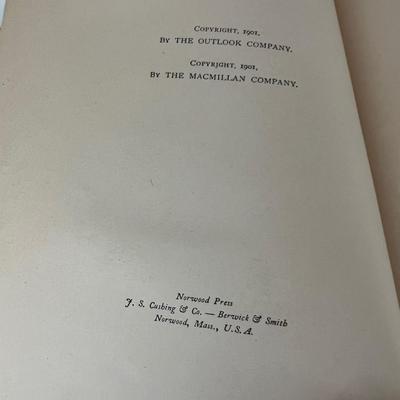 Copyright, 1901,
By THE OUTLOOK COMPANY.
Copyright, 1901,
By THE MACMILLAN COMPANY.
Norwood Press
J. S. Cushing & Co. — Berwick & Smith
Norwood, Mass., U. S. A.